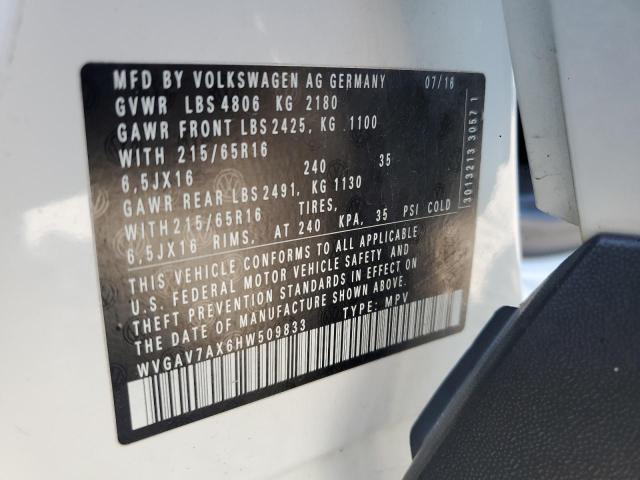 MFD BY VOLKSWAGEN AG GERMANY 07/16
GVWR LBS 4806 KG 2180
GAWR FRONT LBS 2425, KG 1100
WITH 215/65R16
6,5JX16 240 35
GAWR REAR LBS 2491, KG 1130
WITH 215/65R16 TIRES,
6,5JX16 RIMS, AT 240 KPA, 35 PSI COLD
THIS VEHICLE CONFORMS TO ALL APPLICABLE
U.S. FEDERAL MOTOR VEHICLE SAFETY AND
THEFT PREVENTION STANDARDS IN EFFECT ON
THE DATE OF MANUFACTURE SHOWN ABOVE.
WVGAV7AX6HW509833 TYPE: MPV
3013213 3057 1